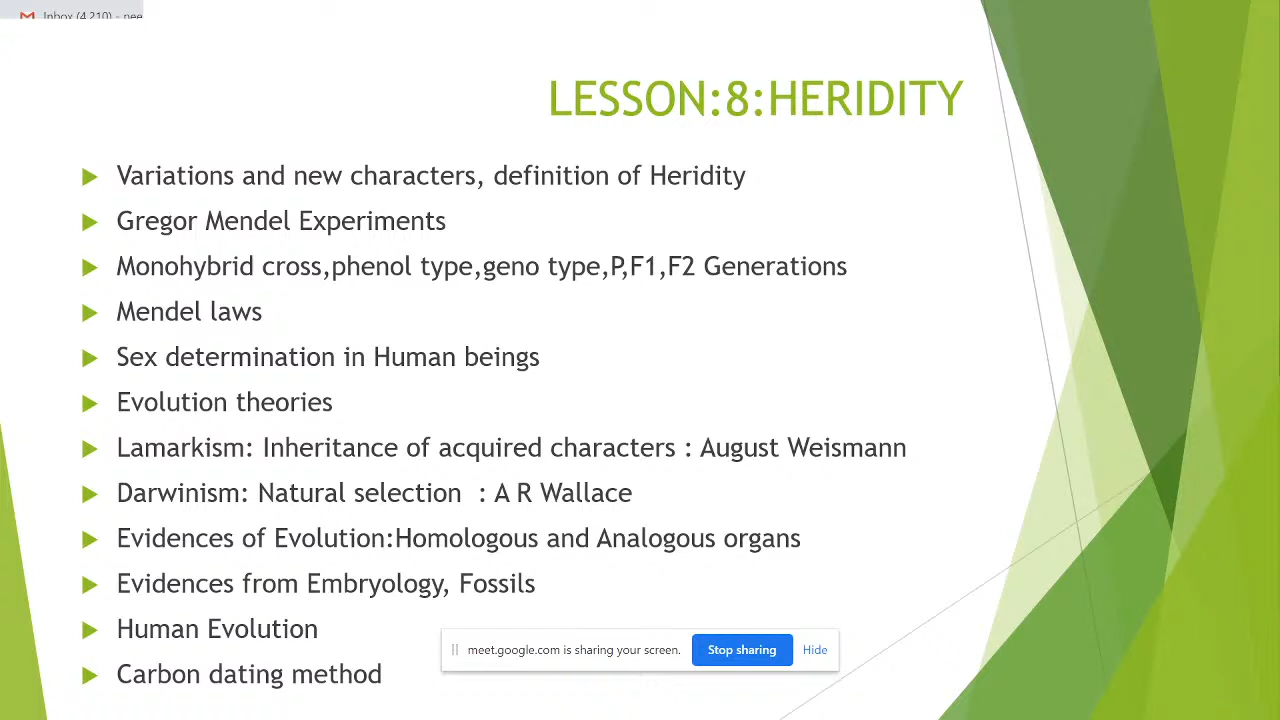 Inbox (4,210) - nee
LESSON:8:HERIDITY
Variations and new characters, definition of Heridity
Gregor Mendel Experiments
Monohybrid cross,phenol type,geno type,P,F1,F2 Generations
Mendel laws
Sex determination in Human beings
Evolution theories
Lamarkism: Inheritance of acquired characters : August Weismann
Darwinism: Natural selection : A R Wallace
Evidences of Evolution:Homologous and Analogous organs
Evidences from Embryology, Fossils
Human Evolution
meet.google.com is sharing your screen. Stop sharing Hide
Carbon dating method